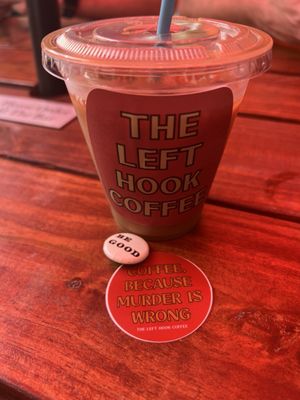 THE
LEFT
HOOK
COFFEE
BE
GOOD
COFFEE,
BECAUSE
MURDER IS
WRONG
THE LEFT HOOK COFFEE